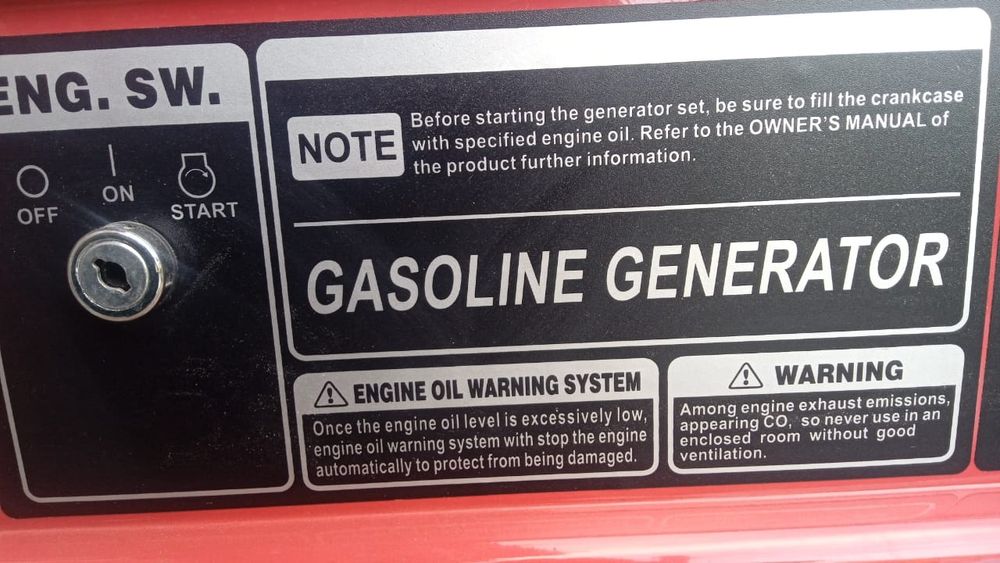 ENG. SW.
OFF
ON
START
NOTE
Before starting the generator set, be sure to fill the crankcase
with specified engine oil. Refer to the OWNER'S MANUAL of
the product further information.
GASOLINE GENERATOR
ENGINE OIL WARNING SYSTEM
Once the engine oil level is excessively low,
engine oil warning system with stop the engine
automatically to protect from being damaged.
WARNING
Among engine exhaust emissions,
appearing CO, so never use in an
enclosed room without good
ventilation.